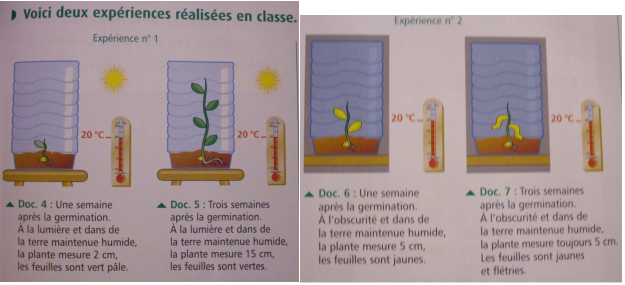 ◗ Voici deux expériences réalisées en classe.
Expérience n° 1
20 °C
20 °C
▲ Doc. 4 : Une semaine
après la germination.
À la lumière et dans de
la terre maintenue humide,
la plante mesure 2 cm,
les feuilles sont vert pâle.
▲ Doc. 5 : Trois semaines
après la germination.
À la lumière et dans de
la terre maintenue humide,
la plante mesure 15 cm,
les feuilles sont vertes.
Expérience n° 2
20 °C
20 °C
▲ Doc. 6 : Une semaine
après la germination.
À l'obscurité et dans de
la terre maintenue humide,
la plante mesure 5 cm,
les feuilles sont jaunes.
▲ Doc. 7 : Trois semaines
après la germination.
À l'obscurité et dans de
la terre maintenue humide,
la plante mesure toujours 5 cm.
Les feuilles sont jaunes
et flétries.